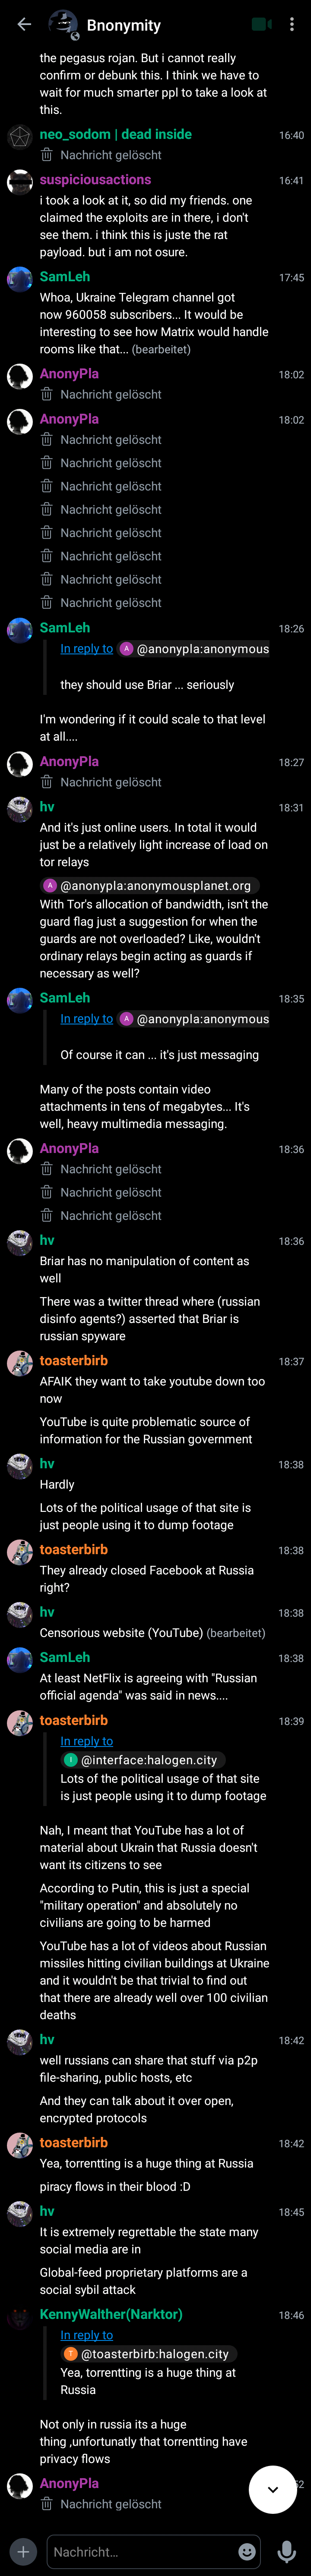 Bnonymity
the pegasus rojan. But i cannot really
confirm or debunk this. I think we have to
wait for much smarter ppl to take a look at
this.
neo_sodom | dead inside 16:40
Nachricht gelöscht
suspiciousactions 16:41
i took a look at it, so did my friends. one
claimed the exploits are in there, i don't
see them. i think this is juste the rat
payload. but i am not osure.
SamLeh 17:45
Whoa, Ukraine Telegram channel got
now 960058 subscribers... It would be
interesting to see how Matrix would handle
rooms like that... (bearbeitet)
AnonyPla 18:02
Nachricht gelöscht
AnonyPla 18:02
Nachricht gelöscht
Nachricht gelöscht
Nachricht gelöscht
Nachricht gelöscht
Nachricht gelöscht
Nachricht gelöscht
Nachricht gelöscht
Nachricht gelöscht
SamLeh 18:26
In reply to A @anonypla:anonymous
they should use Briar ... seriously
I'm wondering if it could scale to that level
at all....
AnonyPla 18:27
Nachricht gelöscht
hv 18:31
And it's just online users. In total it would
just be a relatively light increase of load on
tor relays
A @anonypla:anonymousplanet.org
With Tor's allocation of bandwidth, isn't the
guard flag just a suggestion for when the
guards are not overloaded? Like, wouldn't
ordinary relays begin acting as guards if
necessary as well?
SamLeh 18:35
In reply to A @anonypla:anonymous
Of course it can ... it's just messaging
Many of the posts contain video
attachments in tens of megabytes... It's
well, heavy multimedia messaging.
AnonyPla 18:36
Nachricht gelöscht
Nachricht gelöscht
Nachricht gelöscht
hv 18:36
Briar has no manipulation of content as
well
There was a twitter thread where (russian
disinfo agents?) asserted that Briar is
russian spyware
toasterbirb 18:37
AFAIK they want to take youtube down too
now
YouTube is quite problematic source of
information for the Russian government
hv 18:38
Hardly
Lots of the political usage of that site is
just people using it to dump footage
toasterbirb 18:38
They already closed Facebook at Russia
right?
hv 18:38
Censorious website (YouTube) (bearbeitet)
SamLeh 18:38
At least NetFlix is agreeing with "Russian
official agenda" was said in news....
toasterbirb 18:39
In reply to
I @interface:halogen.city
Lots of the political usage of that site
is just people using it to dump footage
Nah, I meant that YouTube has a lot of
material about Ukrain that Russia doesn't
want its citizens to see
According to Putin, this is just a special
"military operation" and absolutely no
civilians are going to be harmed
YouTube has a lot of videos about Russian
missiles hitting civilian buildings at Ukraine
and it wouldn't be that trivial to find out
that there are already well over 100 civilian
deaths
hv 18:42
well russians can share that stuff via p2p
file-sharing, public hosts, etc
And they can talk about it over open,
encrypted protocols
toasterbirb 18:42
Yea, torrentting is a huge thing at Russia
piracy flows in their blood :D
hv 18:45
It is extremely regrettable the state many
social media are in
Global-feed proprietary platforms are a
social sybil attack
KennyWalther(Narktor) 18:46
In reply to
T @toasterbirb:halogen.city
Yea, torrentting is a huge thing at
Russia
Not only in russia its a huge
thing ,unfortunatly that torrentting have
privacy flows
AnonyPla
Nachricht gelöscht
Nachricht...